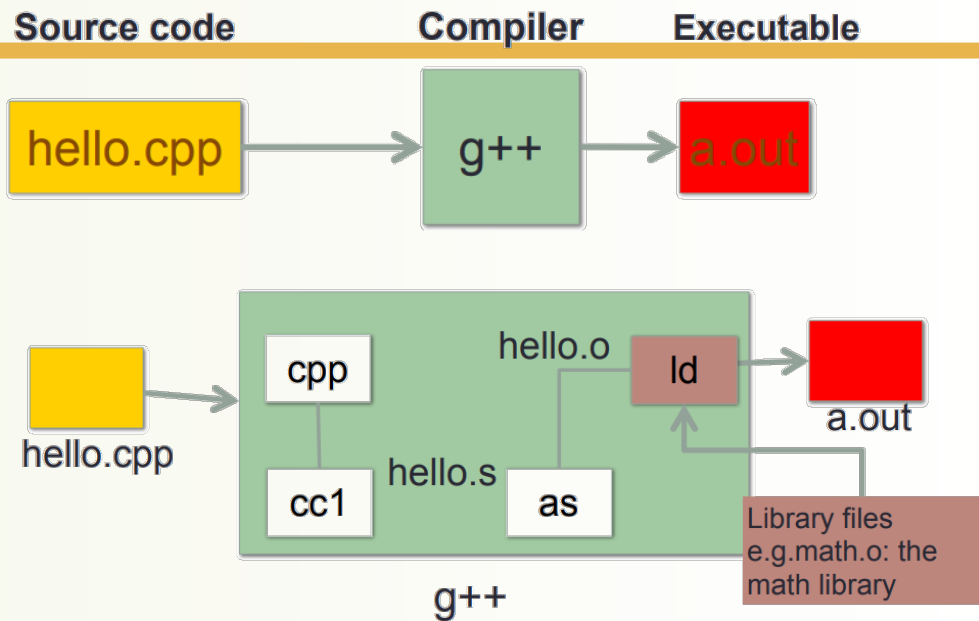 Source code
Compiler
Executable
hello.cpp
g++
a.out
cpp
hello.o
ld
a.out
hello.cpp
cc1
hello.s
as
Library files
e.g.math.o: the
math library
g++